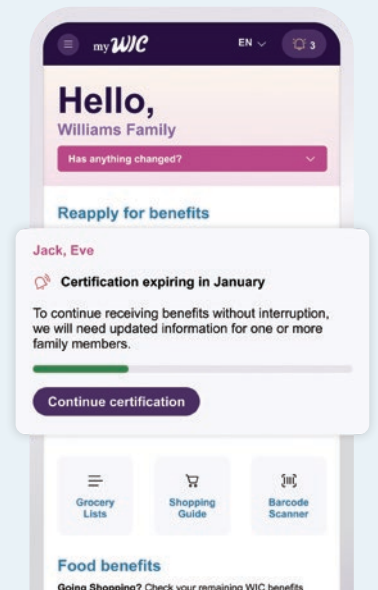 my WIC EN 3
Hello,
Williams Family
Has anything changed?
Reapply for benefits
Jack, Eve
Certification expiring in January
To continue receiving benefits without interruption,
we will need updated information for one or more
family members.
Continue certification
Grocery Shopping Barcode
Lists Guide Scanner
Food benefits
Going Shopping? Check your remaining WIC benefits